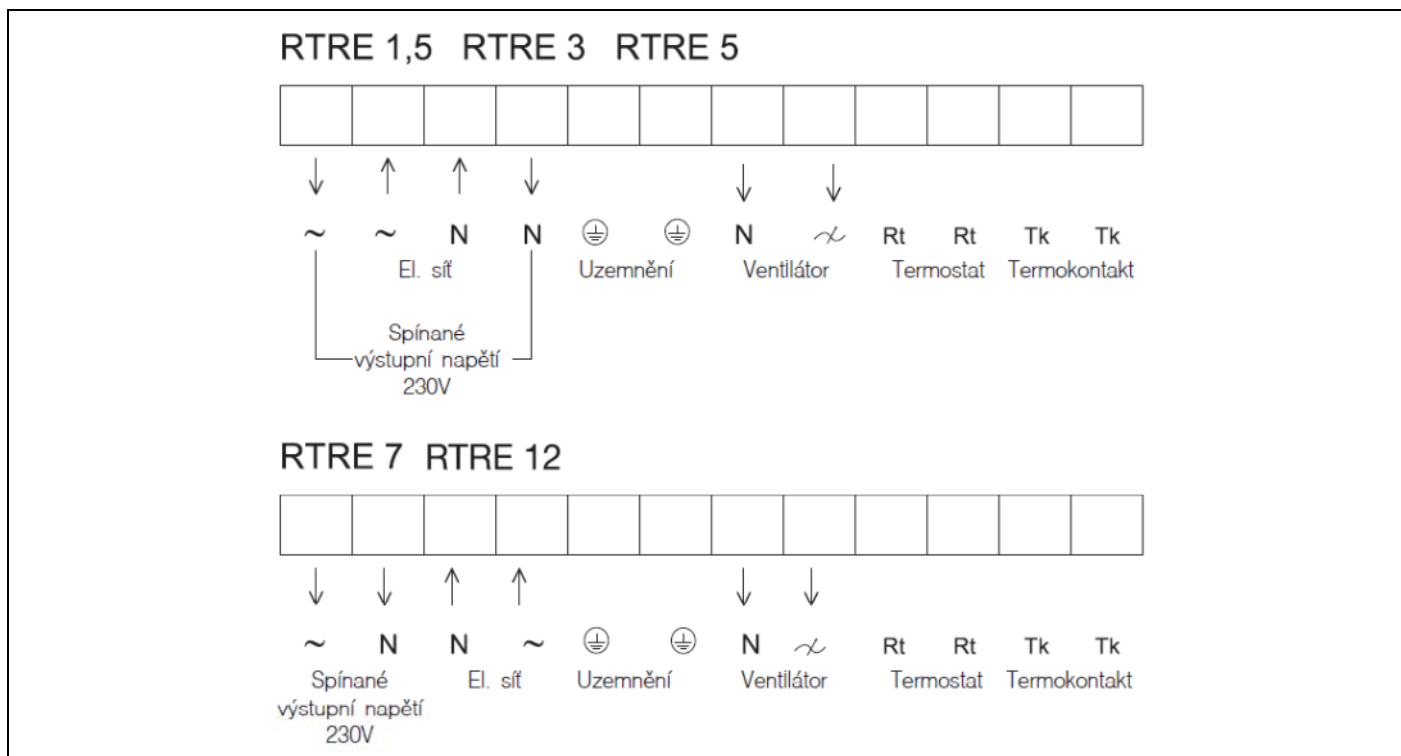 RTRE 1,5 RTRE 3 RTRE 5
~ ~ N N N Rt Rt Tk Tk
El. síť Uzemnění Ventilátor Termostat Termokontakt
Spínané
výstupní napětí
230V
RTRE 7 RTRE 12
~ N N ~ N Rt Rt Tk Tk
Spínané El. síť Uzemnění Ventilátor Termostat Termokontakt
výstupní napětí
230V